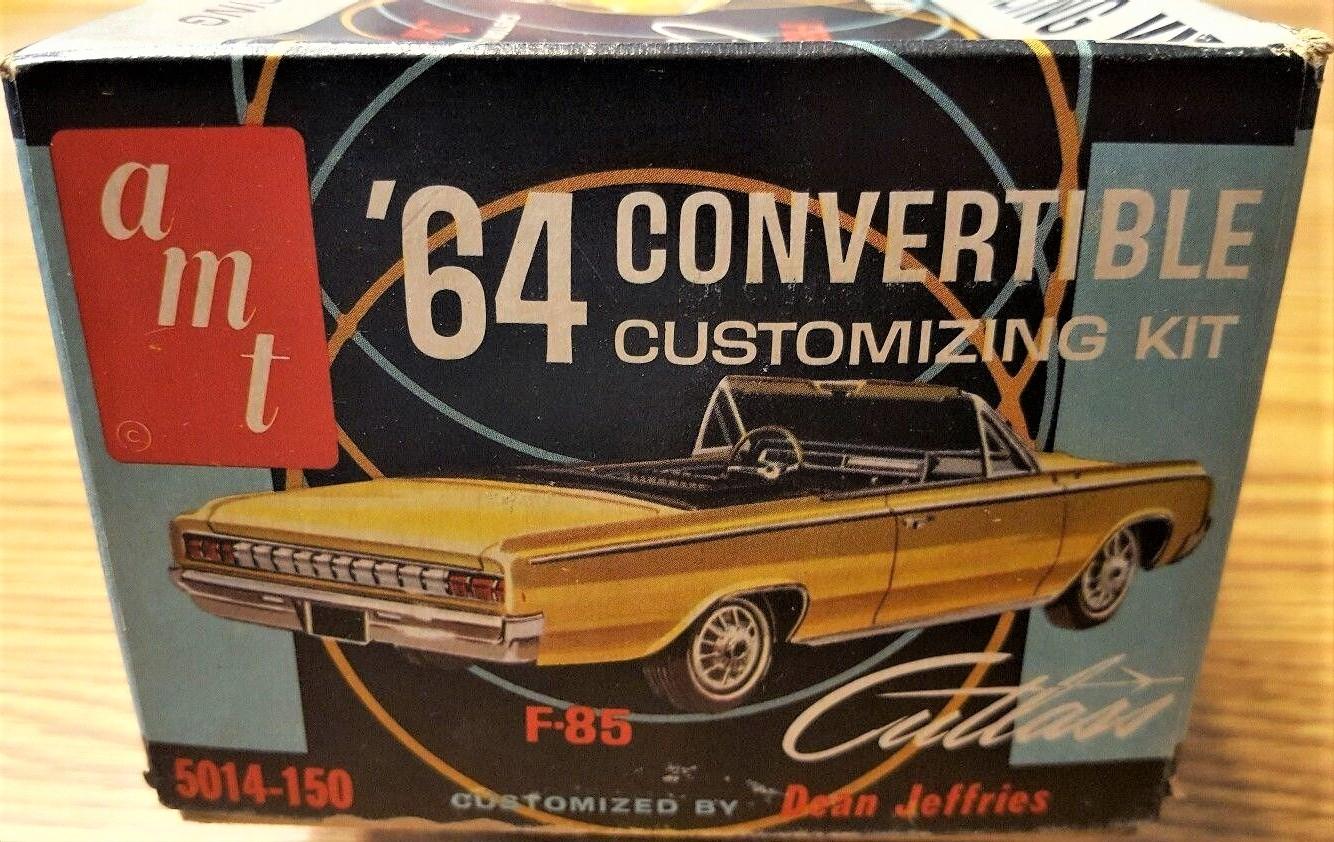 amt
©
'64 CONVERTIBLE
CUSTOMIZING KIT
F-85
Cutlass
5014-150
CUSTOMIZED BY Dean Jeffries